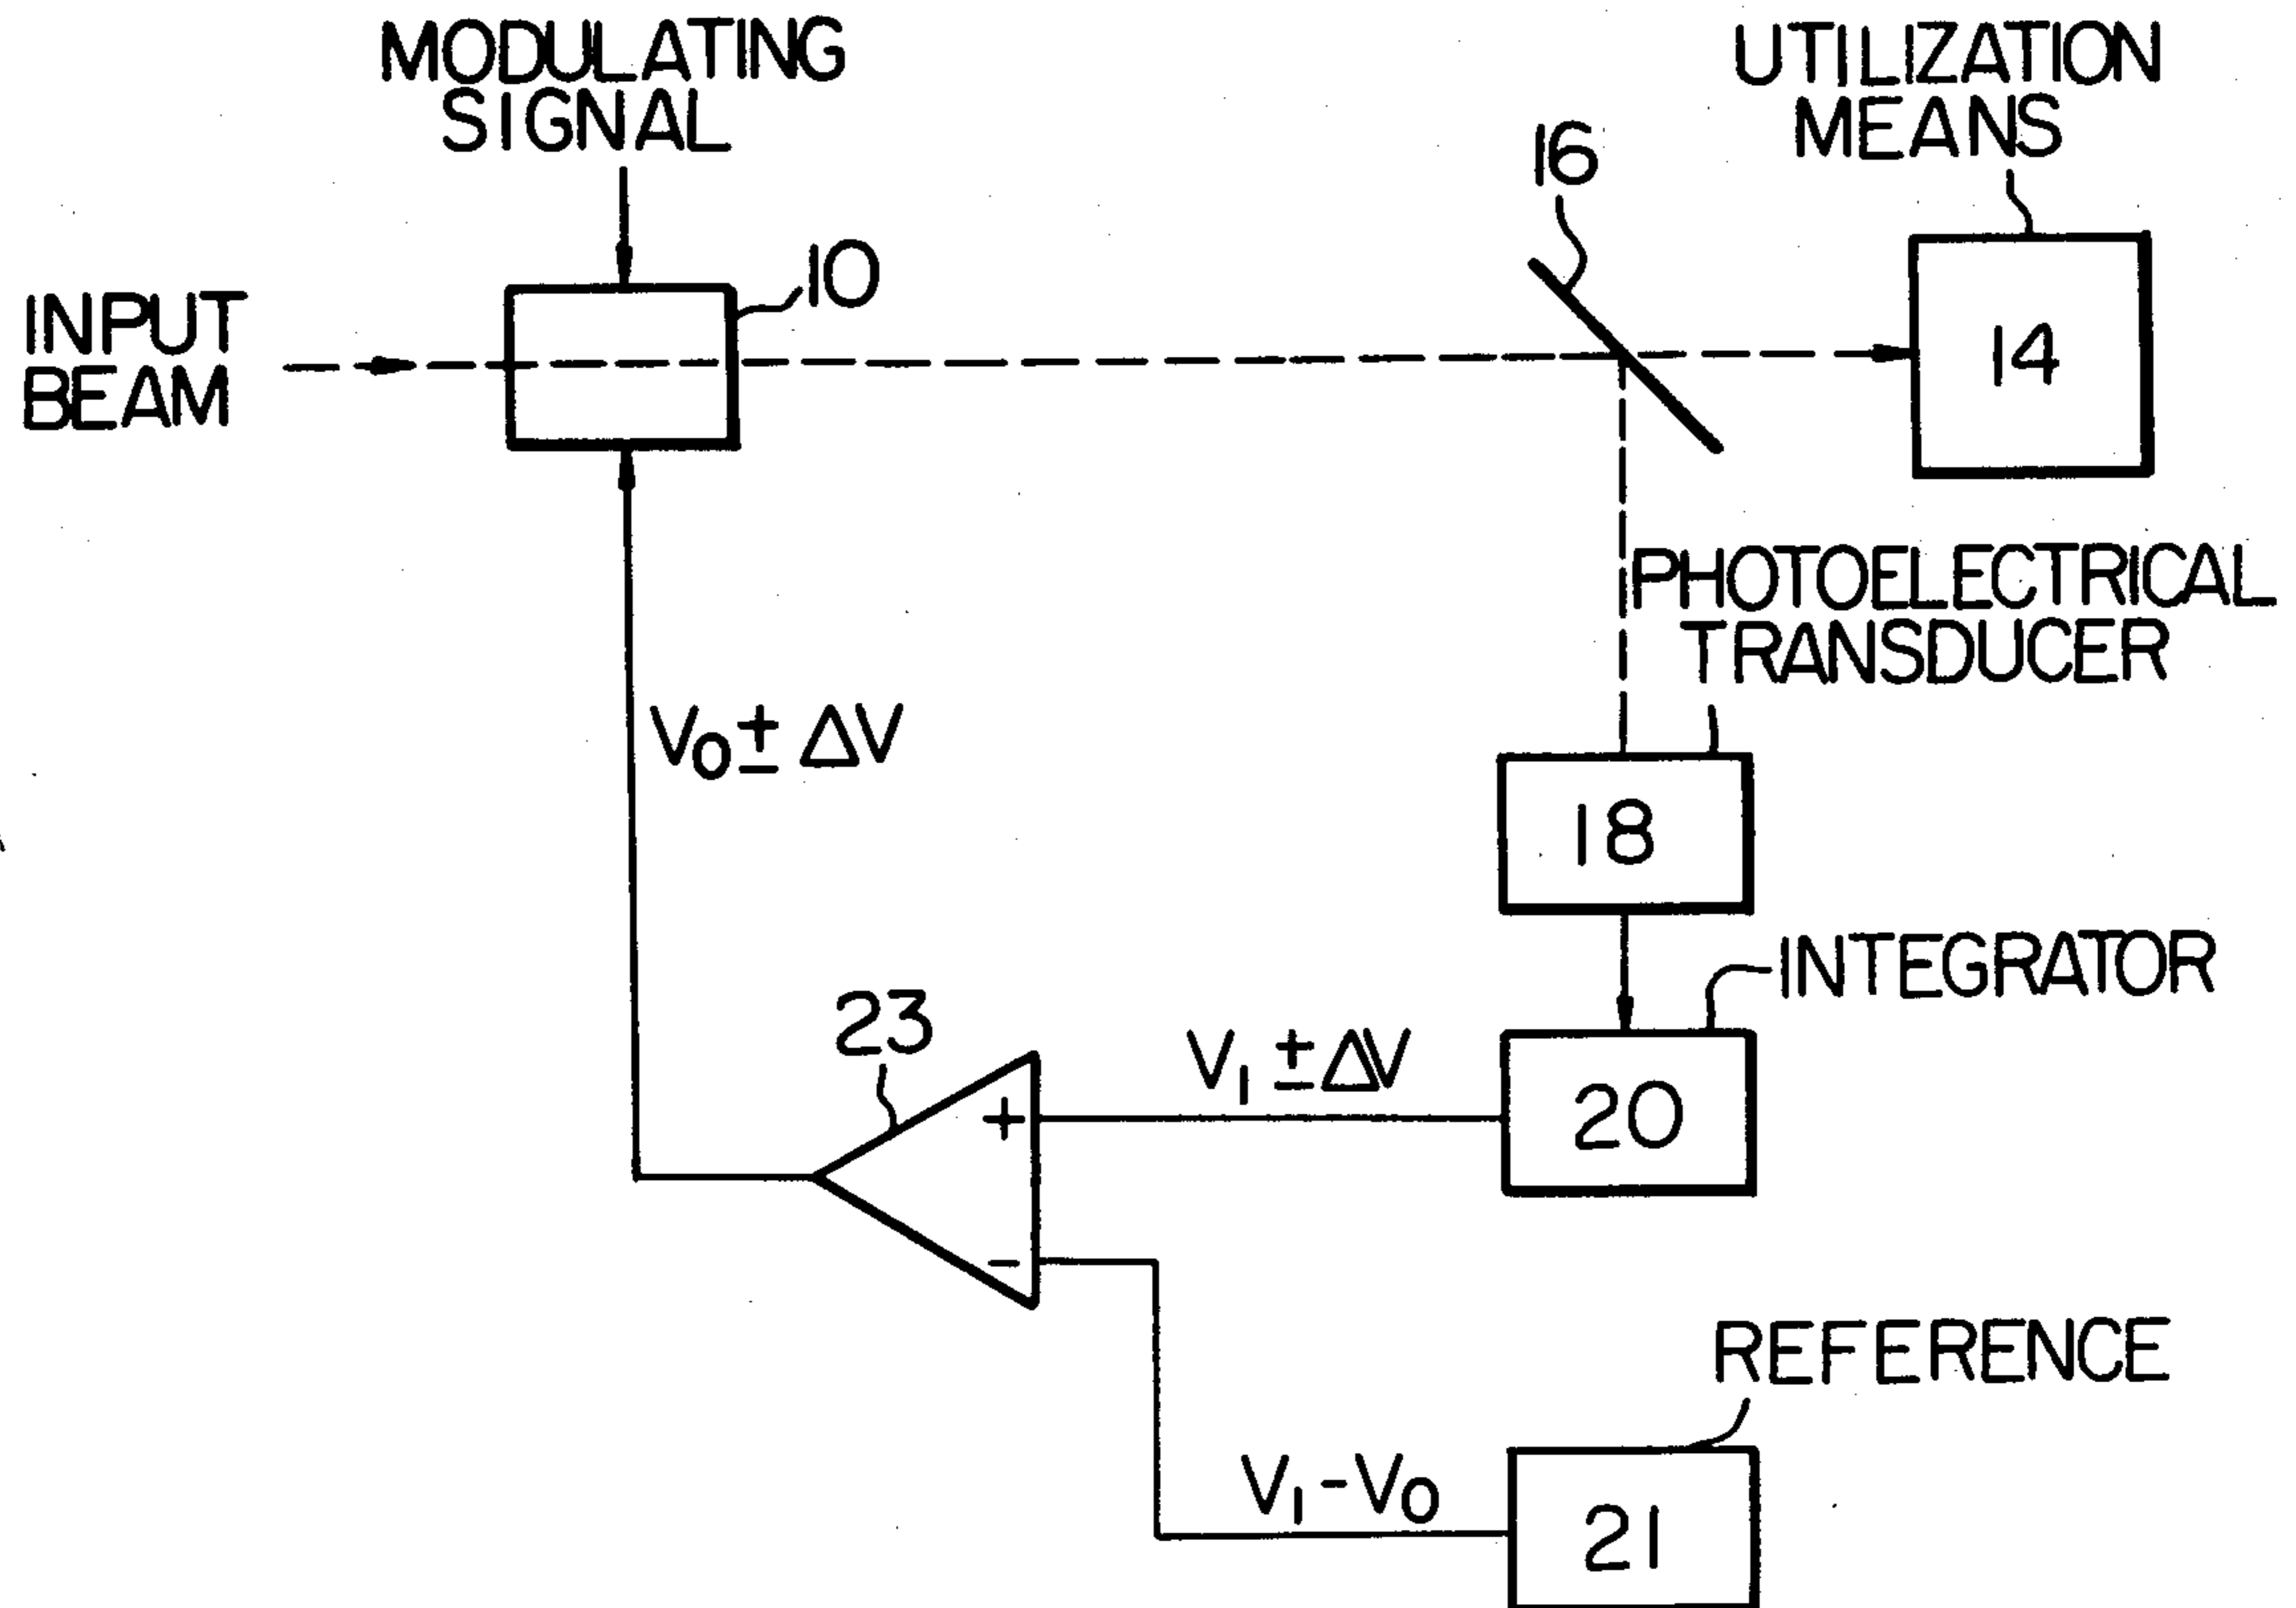 MODULATING
SIGNAL
UTILIZATION
MEANS
16
10
INPUT
BEAM
14
PHOTOELECTRICAL
TRANSDUCER
V₀ ± ΔV
18
INTEGRATOR
23
V₁ ± ΔV
+
20
-
REFERENCE
V₁ - V₀
21